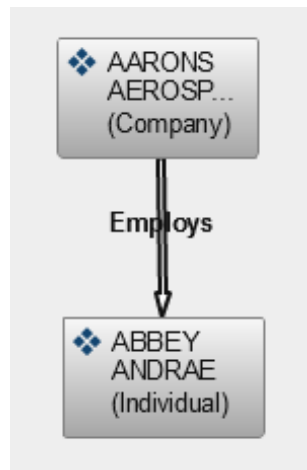 AARONS
AEROSP...
(Company)
Employs
ABBEY
ANDRAE
(Individual)